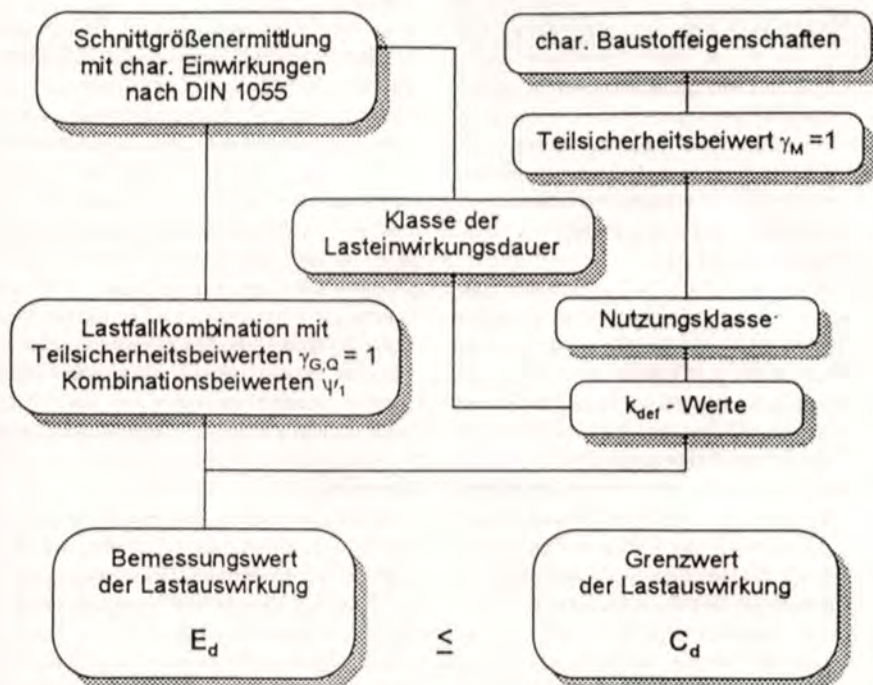 Schnittgrößenermittlung
mit char. Einwirkungen
nach DIN 1055
char. Baustoffeigenschaften
Teilsicherheitsbeiwert γM =1
Klasse der
Lasteinwirkungsdauer
Lastfallkombination mit
Teilsicherheitsbeiwerten γG,Q = 1
Kombinationsbeiwerten ψ1
Nutzungsklasse
kdef - Werte
Bemessungswert
der Lastauswirkung
Ed
≤
Grenzwert
der Lastauswirkung
Cd